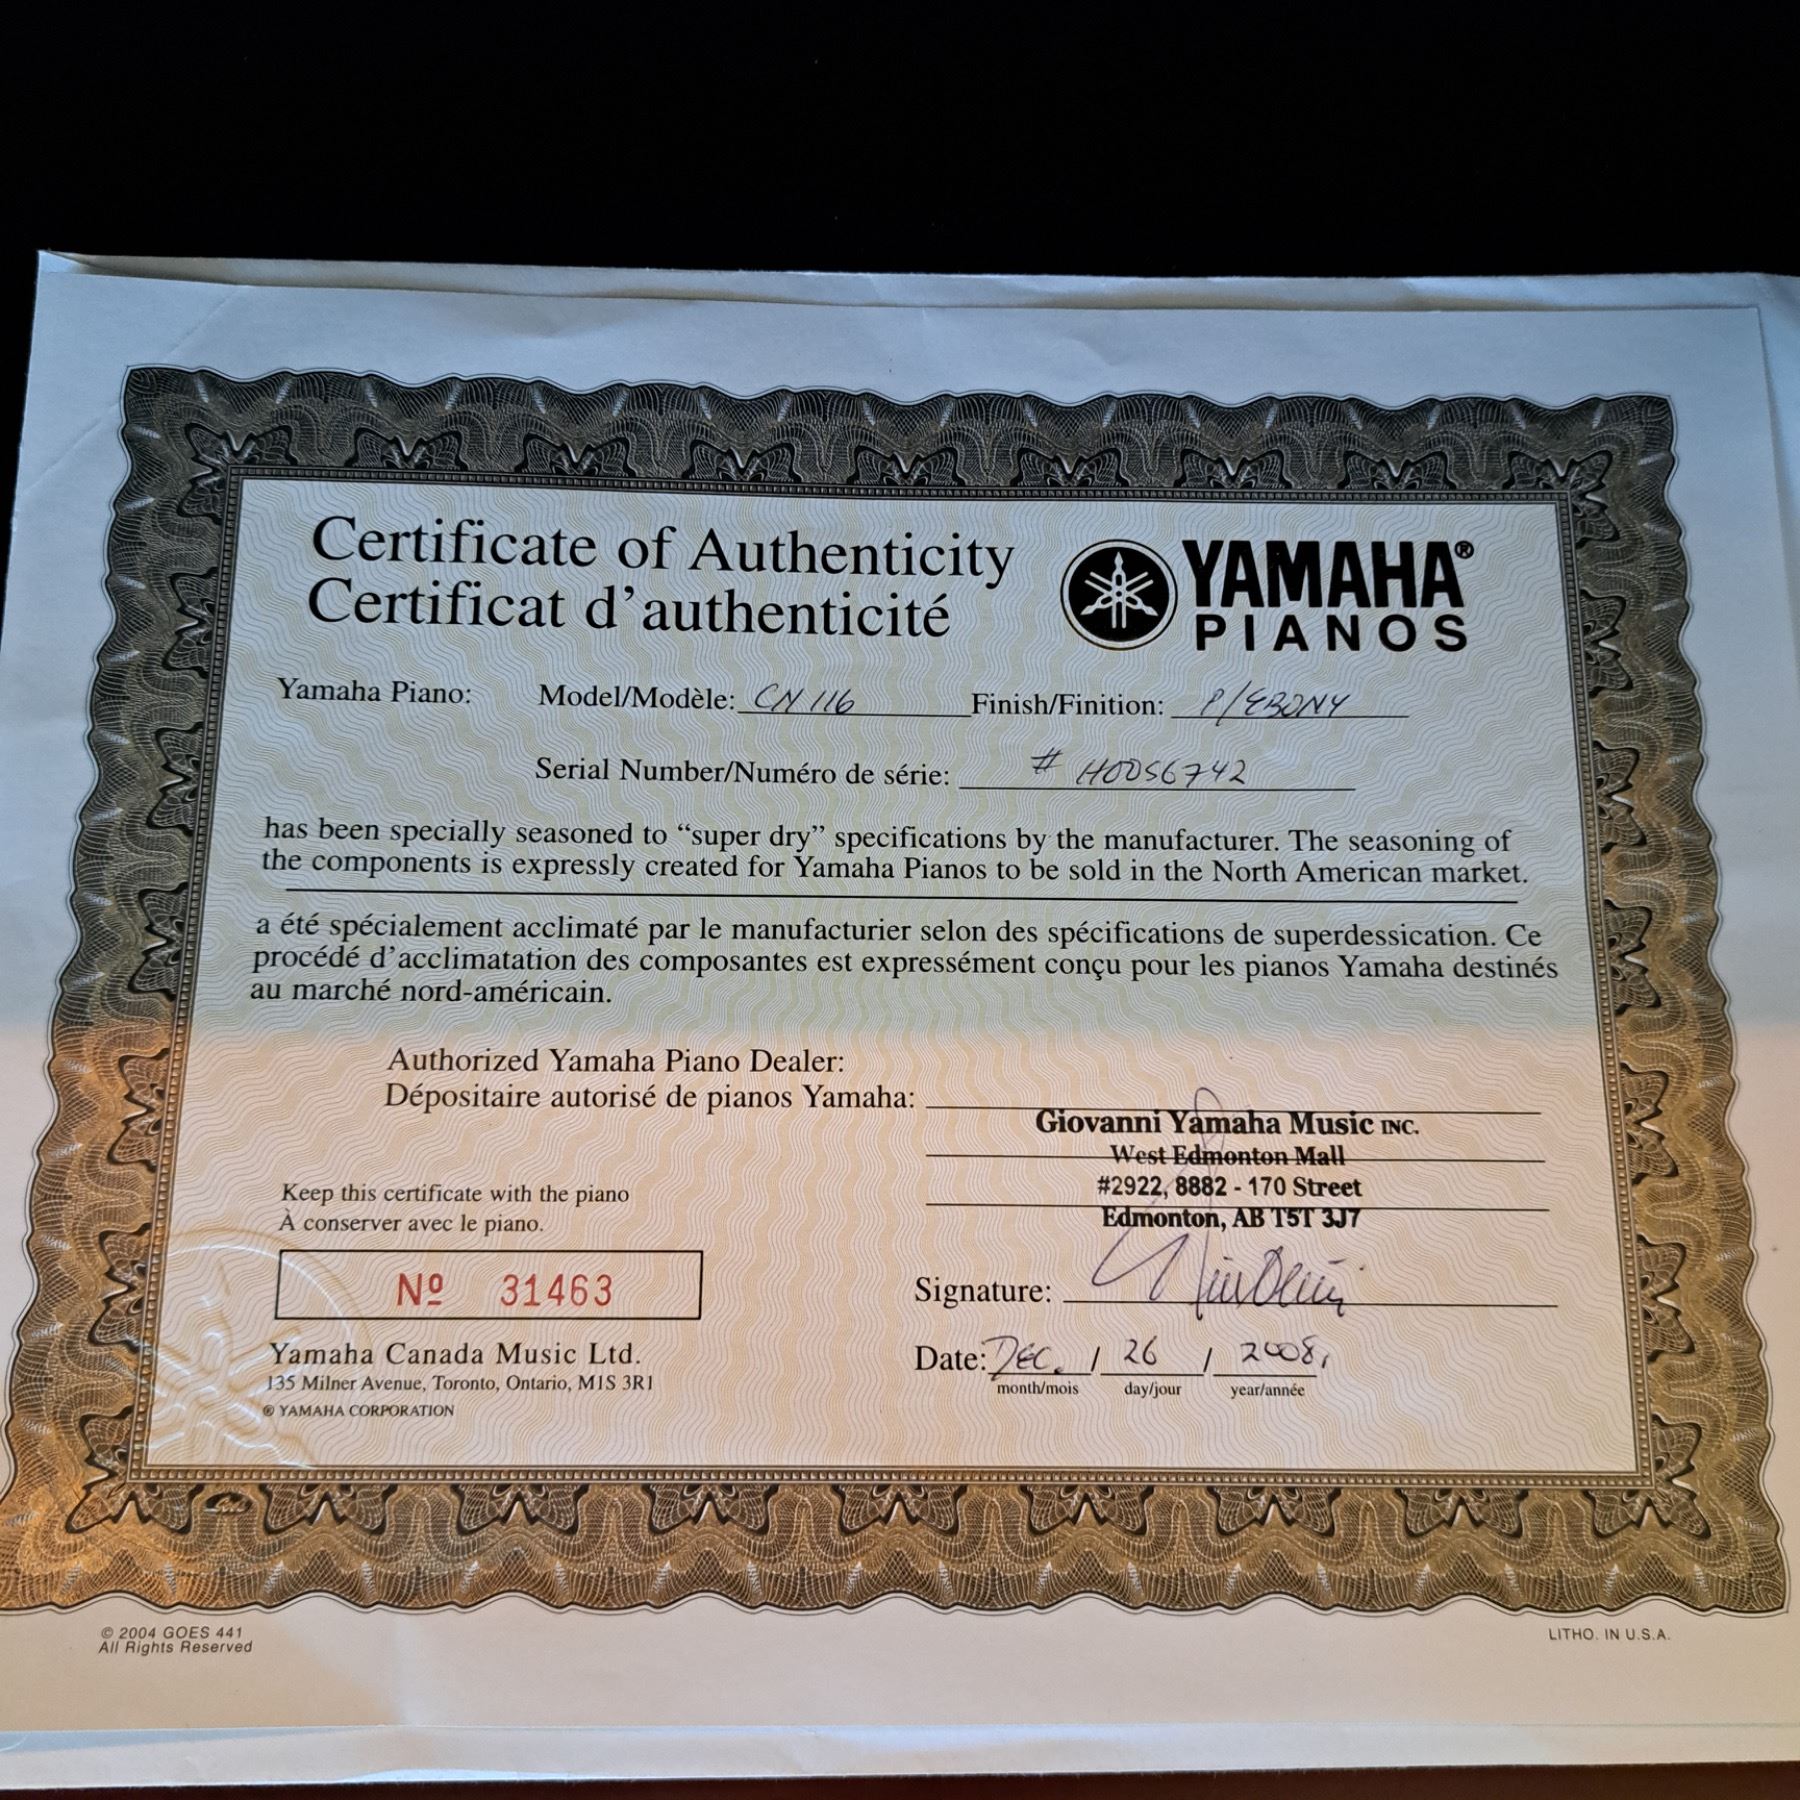 Certificate of Authenticity
Certificat d'authenticité
YAMAHA®
PIANOS
Yamaha Piano: Model/Modèle: CN 116 Finish/Finition: P/EBONY
Serial Number/Numéro de série: # H0056742
has been specially seasoned to “super dry” specifications by the manufacturer. The seasoning of
the components is expressly created for Yamaha Pianos to be sold in the North American market.
a été spécialement acclimaté par le manufacturier selon des spécifications de superdessication. Ce
procédé d'acclimatation des composantes est expressément conçu pour les pianos Yamaha destinés
au marché nord-américain.
Authorized Yamaha Piano Dealer:
Dépositaire autorisé de pianos Yamaha:
Giovanni Yamaha Music INC.
West Edmonton Mall
#2922, 8882 - 170 Street
Edmonton, AB T5T 3J7
Keep this certificate with the piano
À conserver avec le piano.
Nº 31463
Signature:
Yamaha Canada Music Ltd.
135 Milner Avenue, Toronto, Ontario, M1S 3R1
® YAMAHA CORPORATION
Date: DEC. / 26 / 2008,
month/mois day/jour year/année
© 2004 GOES 441
All Rights Reserved
LITHO. IN U.S.A.